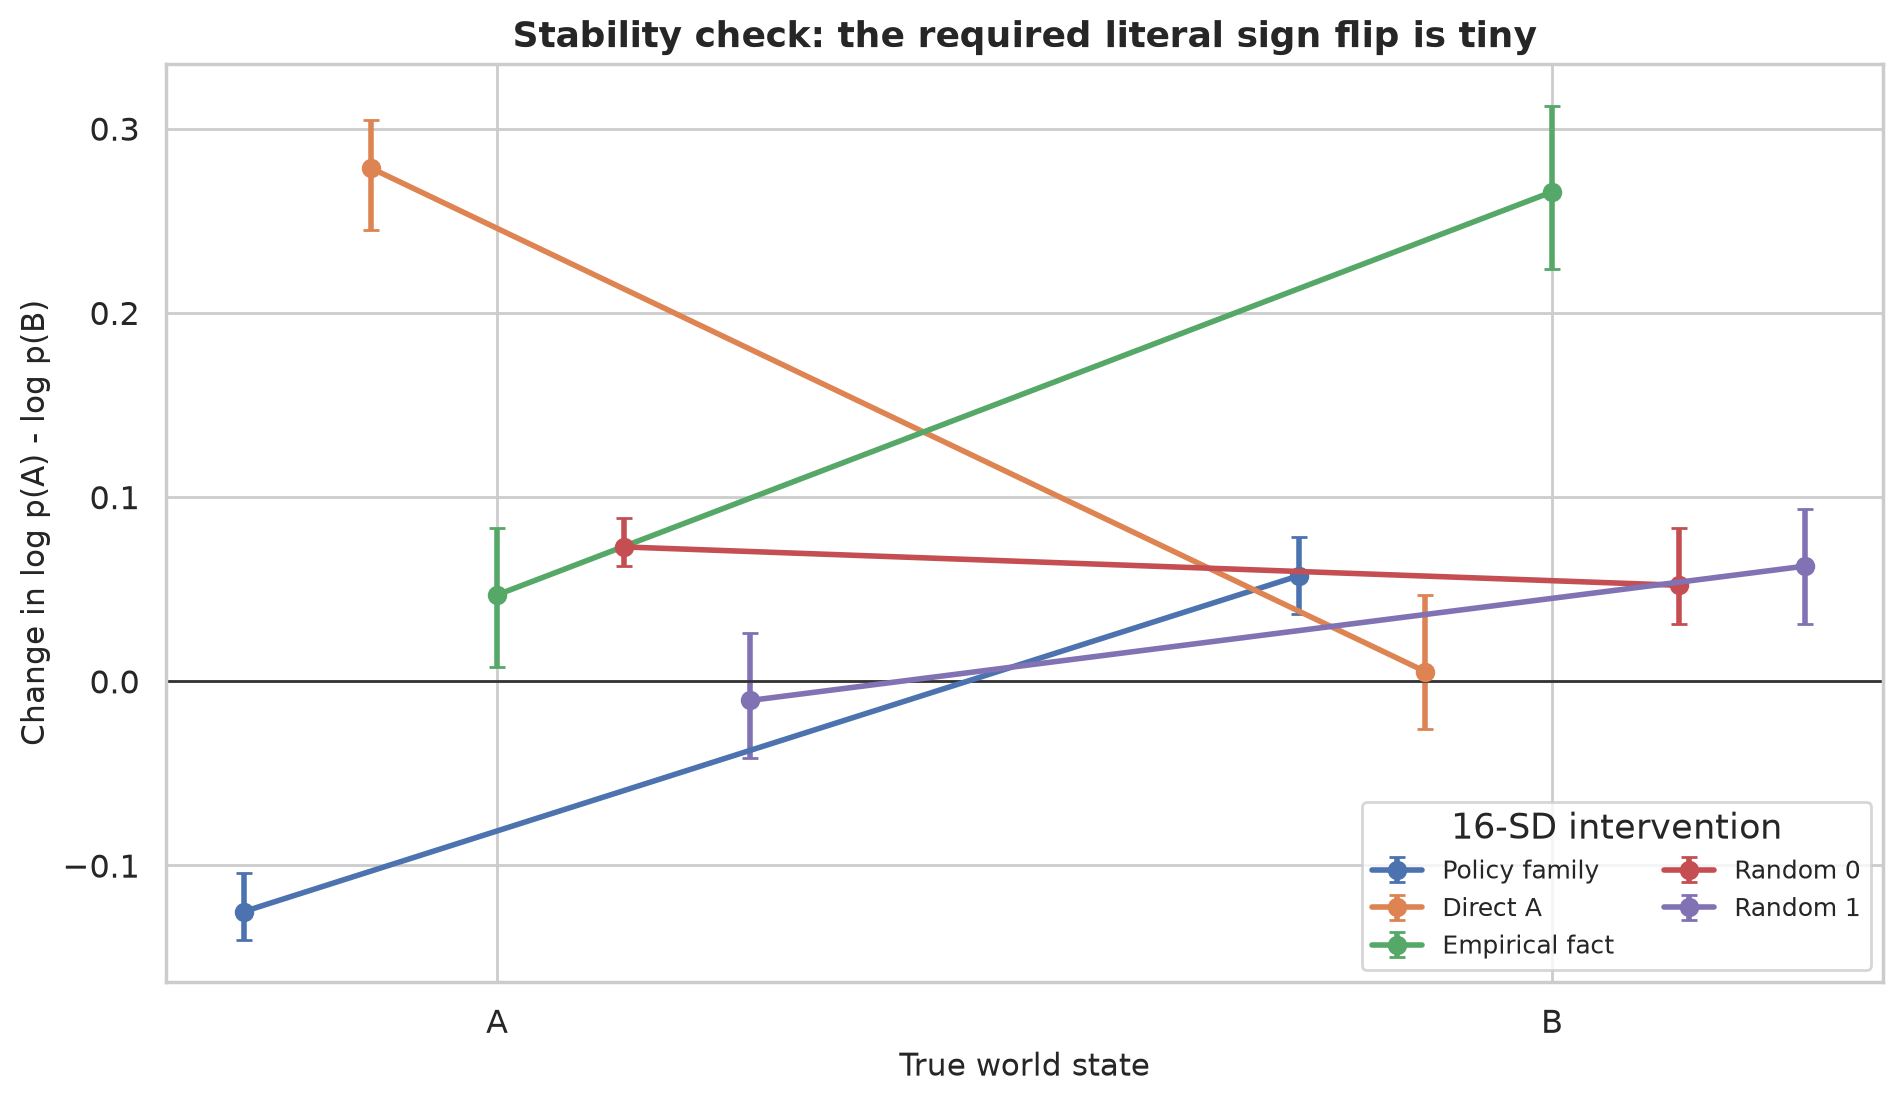 Stability check: the required literal sign flip is tiny
Change in log p(A) - log p(B)
0.3
0.2
0.1
0.0
−0.1
A
B
True world state
16-SD intervention
Policy family
Direct A
Empirical fact
Random 0
Random 1